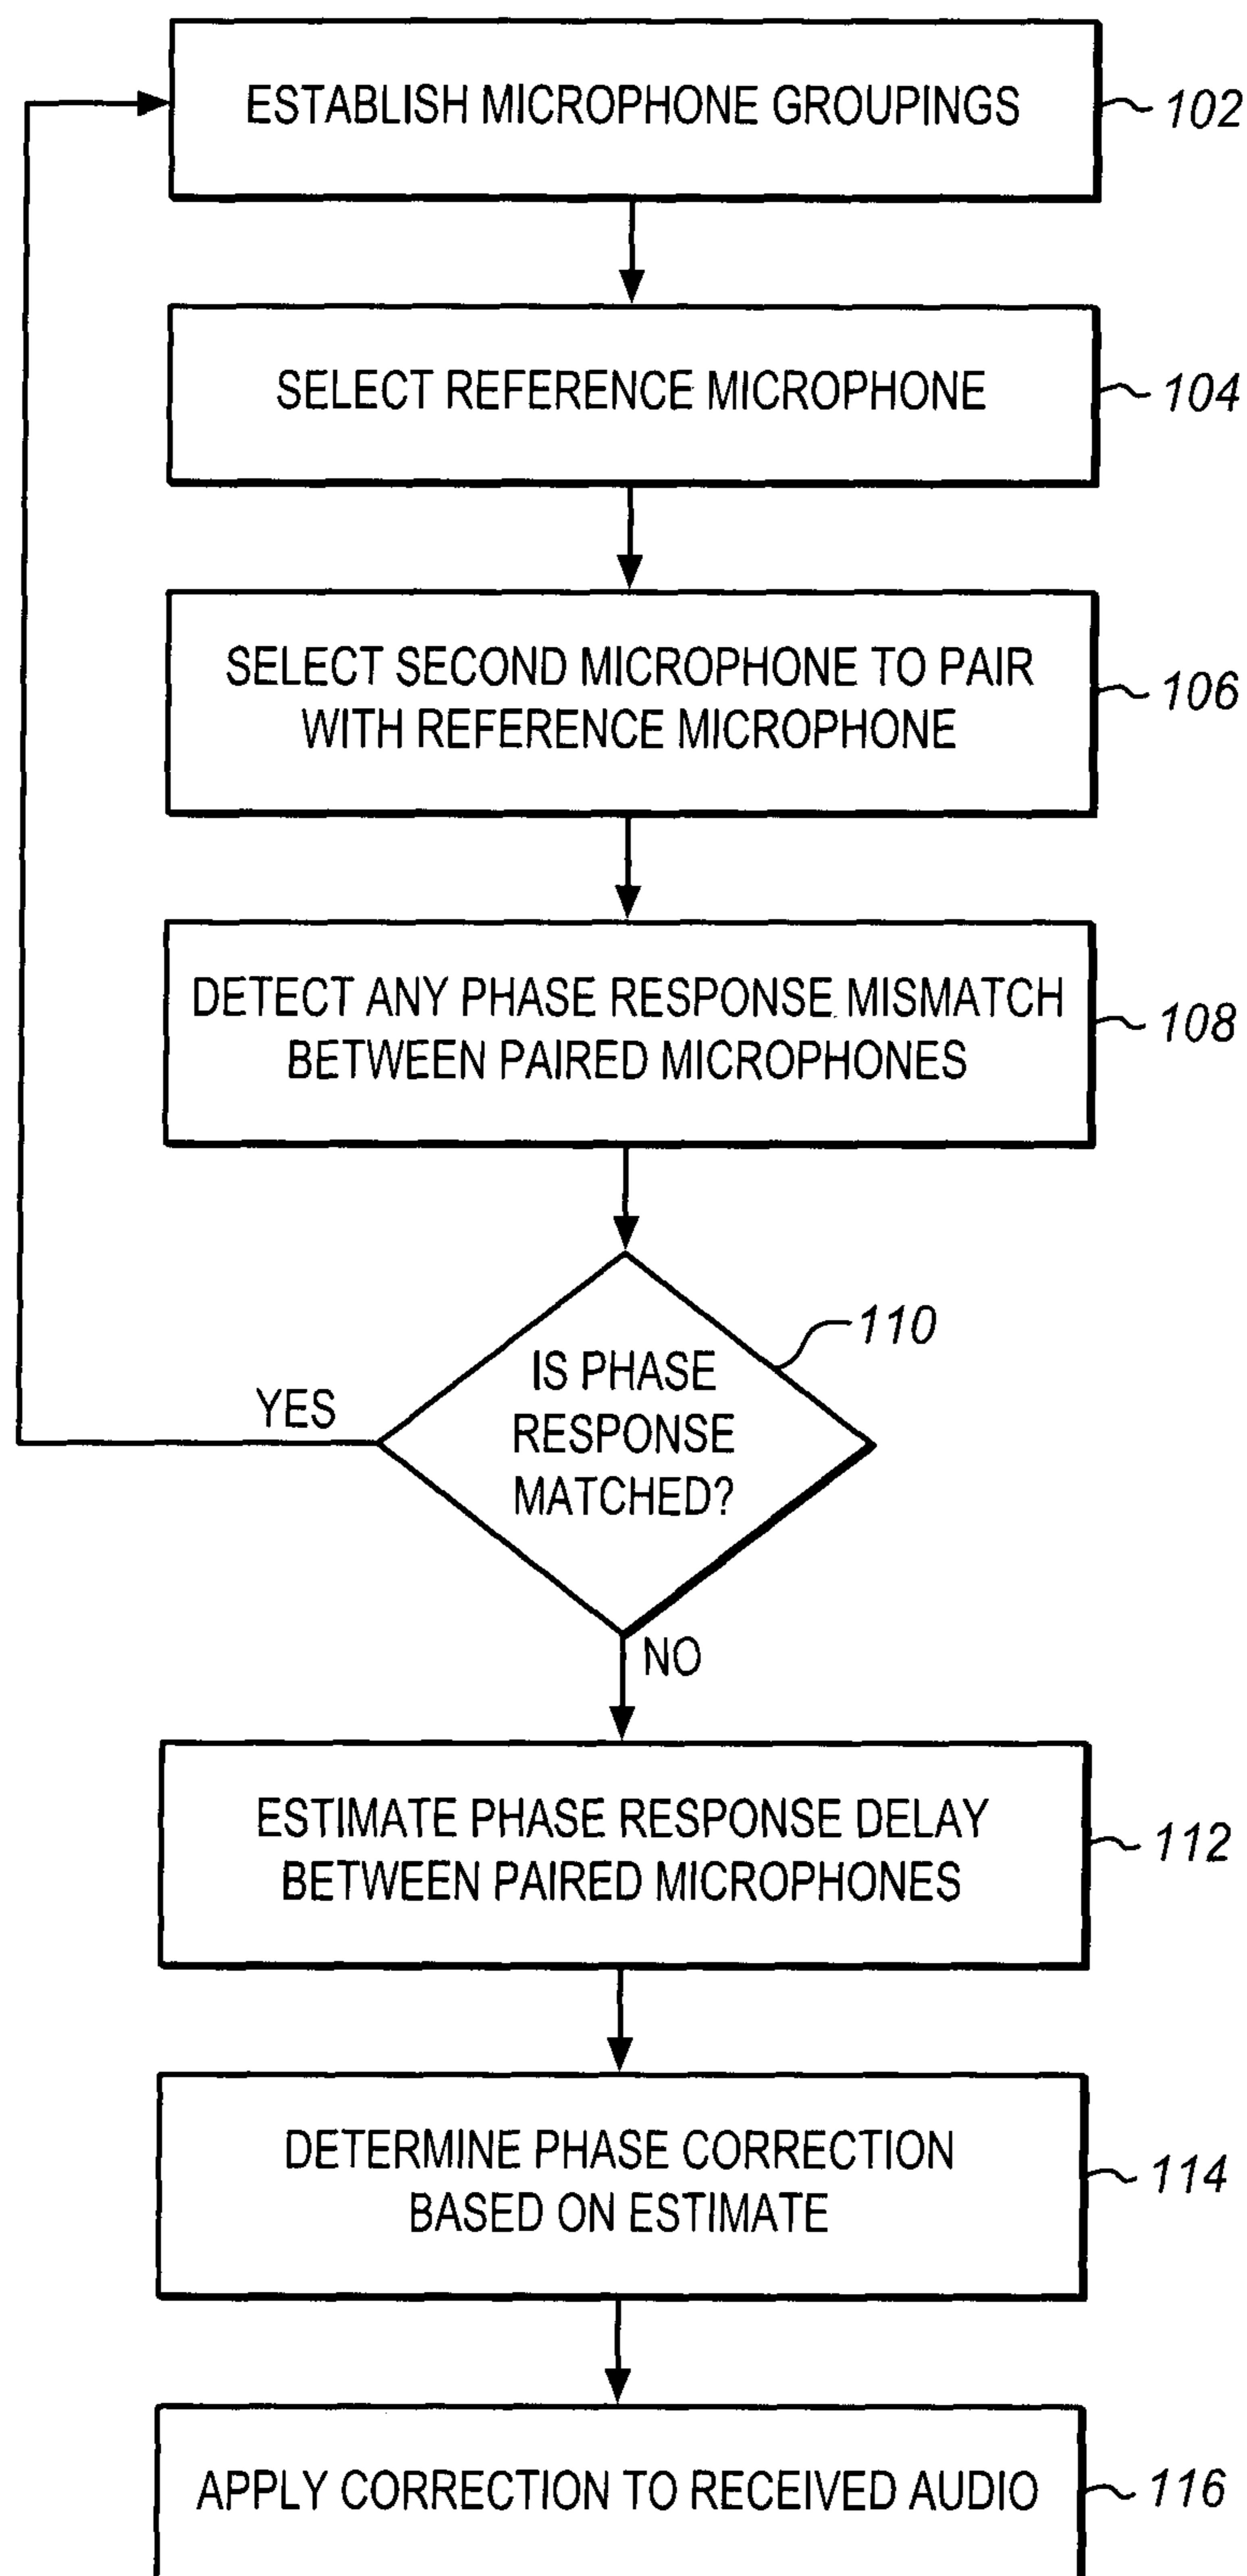 ESTABLISH MICROPHONE GROUPINGS
102
SELECT REFERENCE MICROPHONE
104
SELECT SECOND MICROPHONE TO PAIR
WITH REFERENCE MICROPHONE
106
DETECT ANY PHASE RESPONSE MISMATCH
BETWEEN PAIRED MICROPHONES
108
110
IS PHASE
RESPONSE
MATCHED?
YES
NO
ESTIMATE PHASE RESPONSE DELAY
BETWEEN PAIRED MICROPHONES
112
DETERMINE PHASE CORRECTION
BASED ON ESTIMATE
114
APPLY CORRECTION TO RECEIVED AUDIO
116